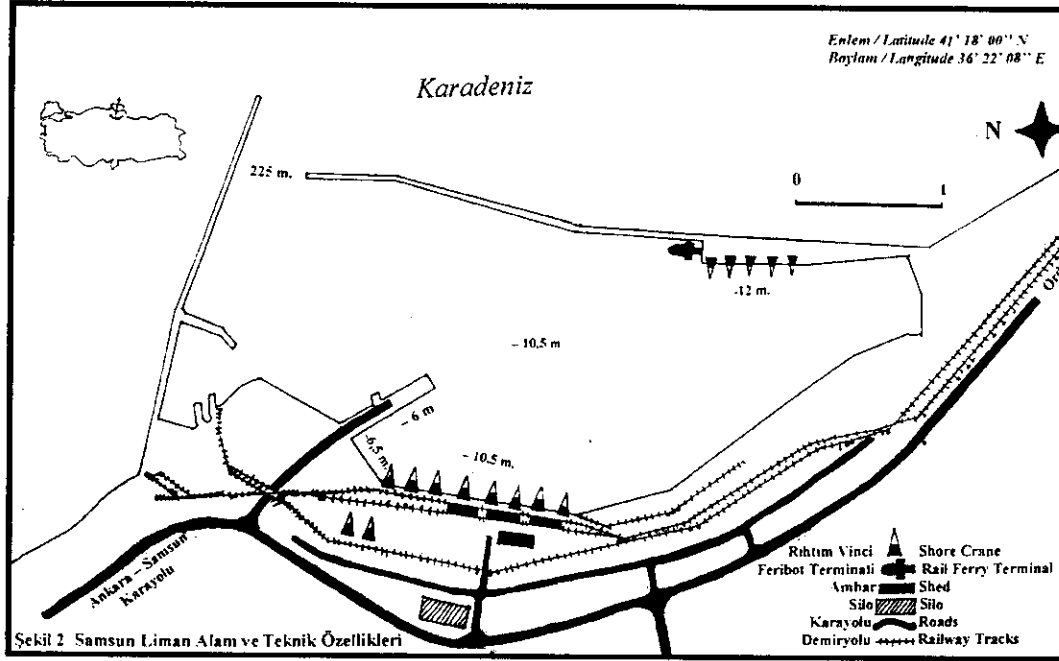 Enlem / Latitude 41° 18' 00'' N
Boylam / Langitude 36° 22' 08'' E
Karadeniz
N
225 m.
0 1
-12 m.
- 10,5 m
- 6 m
-6,5 m.
- 10,5 m.
Ankara – Samsun
Karayolu
Rıhtım Vinci Shore Crane
Feribot Terminali Rail Ferry Terminal
Ambar Shed
Silo Silo
Karayolu Roads
Demiryolu Railway Tracks
Şekil 2 Samsun Liman Alam ve Teknik Özellikleri